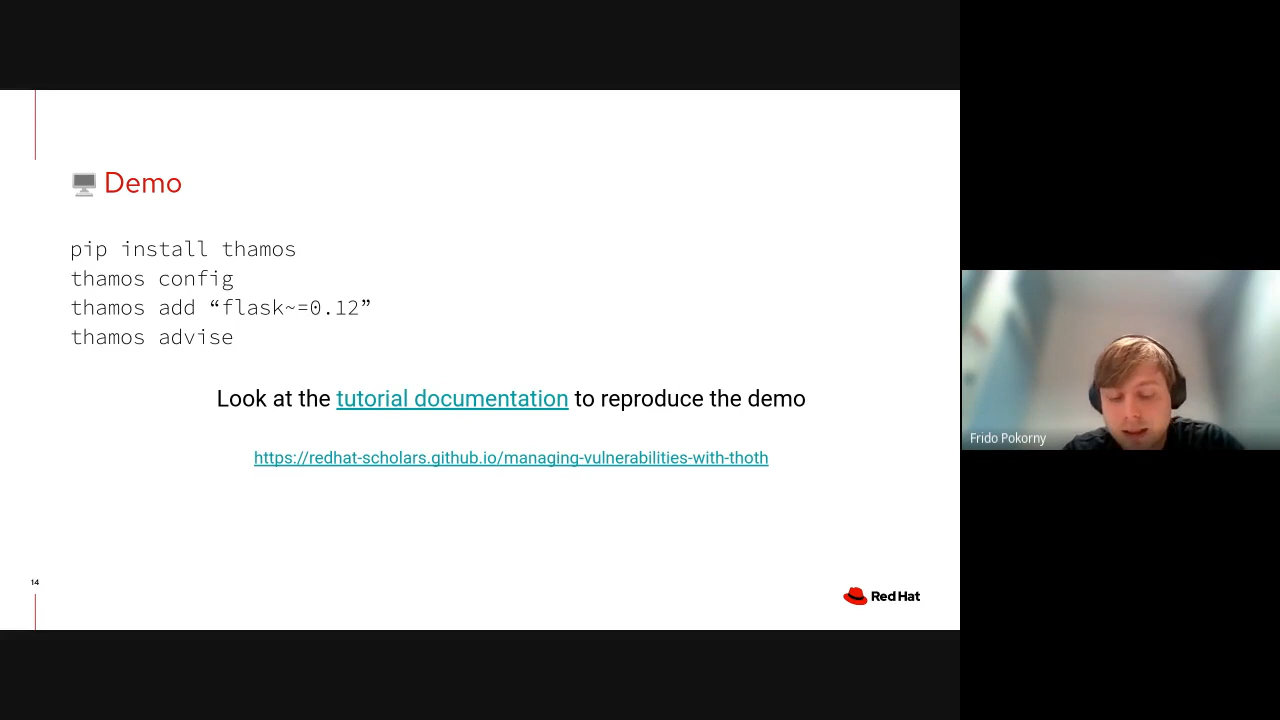 Demo
pip install thamos
thamos config
thamos add “flask~=0.12”
thamos advise
Look at the tutorial documentation to reproduce the demo
https://redhat-scholars.github.io/managing-vulnerabilities-with-thoth
14
Red Hat
Frido Pokorny